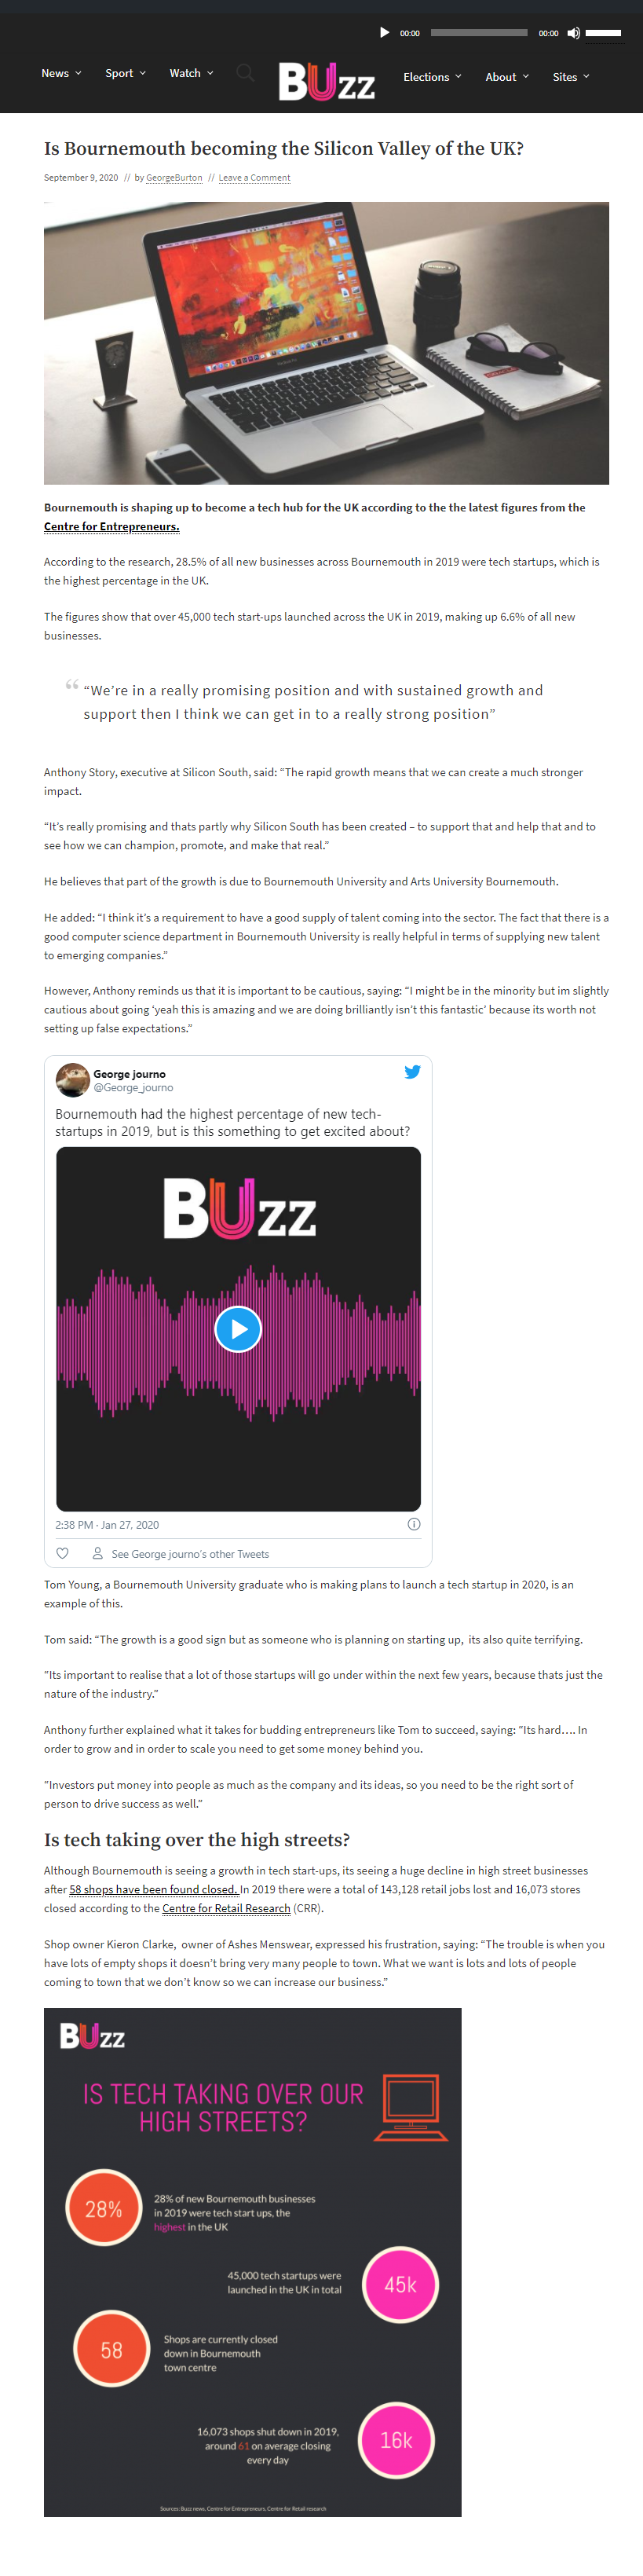 00:00
00:00
News
Sport
Watch
BUzz
Elections
About
Sites
Is Bournemouth becoming the Silicon Valley of the UK?
September 9, 2020 // by GeorgeBurton // Leave a Comment
Bournemouth is shaping up to become a tech hub for the UK according to the the latest figures from the
Centre for Entrepreneurs.
According to the research, 28.5% of all new businesses across Bournemouth in 2019 were tech startups, which is
the highest percentage in the UK.
The figures show that over 45,000 tech start-ups launched across the UK in 2019, making up 6.6% of all new
businesses.
“ “We’re in a really promising position and with sustained growth and
support then I think we can get in to a really strong position”
Anthony Story, executive at Silicon South, said: “The rapid growth means that we can create a much stronger
impact.
“It’s really promising and thats partly why Silicon South has been created – to support that and help that and to
see how we can champion, promote, and make that real.”
He believes that part of the growth is due to Bournemouth University and Arts University Bournemouth.
He added: “I think it’s a requirement to have a good supply of talent coming into the sector. The fact that there is a
good computer science department in Bournemouth University is really helpful in terms of supplying new talent
to emerging companies.”
However, Anthony reminds us that it is important to be cautious, saying: “I might be in the minority but im slightly
cautious about going ‘yeah this is amazing and we are doing brilliantly isn’t this fantastic’ because its worth not
setting up false expectations.”
George journo
@George_journo
Bournemouth had the highest percentage of new tech-
startups in 2019, but is this something to get excited about?
BUzz
2:38 PM · Jan 27, 2020
See George journo's other Tweets
Tom Young, a Bournemouth University graduate who is making plans to launch a tech startup in 2020, is an
example of this.
Tom said: “The growth is a good sign but as someone who is planning on starting up, its also quite terrifying.
“Its important to realise that a lot of those startups will go under within the next few years, because thats just the
nature of the industry.”
Anthony further explained what it takes for budding entrepreneurs like Tom to succeed, saying: “Its hard…. In
order to grow and in order to scale you need to get some money behind you.
“Investors put money into people as much as the company and its ideas, so you need to be the right sort of
person to drive success as well.”
Is tech taking over the high streets?
Although Bournemouth is seeing a growth in tech start-ups, its seeing a huge decline in high street businesses
after 58 shops have been found closed. In 2019 there were a total of 143,128 retail jobs lost and 16,073 stores
closed according to the Centre for Retail Research (CRR).
Shop owner Kieron Clarke, owner of Ashes Menswear, expressed his frustration, saying: “The trouble is when you
have lots of empty shops it doesn’t bring very many people to town. What we want is lots and lots of people
coming to town that we don’t know so we can increase our business.”
BUzz
IS TECH TAKING OVER OUR
HIGH STREETS?
28%
28% of new Bournemouth businesses
in 2019 were tech start ups, the
highest in the UK
45,000 tech startups were
launched in the UK in total
45k
58
Shops are currently closed
down in Bournemouth
town centre
16,073 shops shut down in 2019,
around 61 on average closing
every day
16k
Sources: Buzz news, Centre for Entrepreneurs, Centre for Retail research